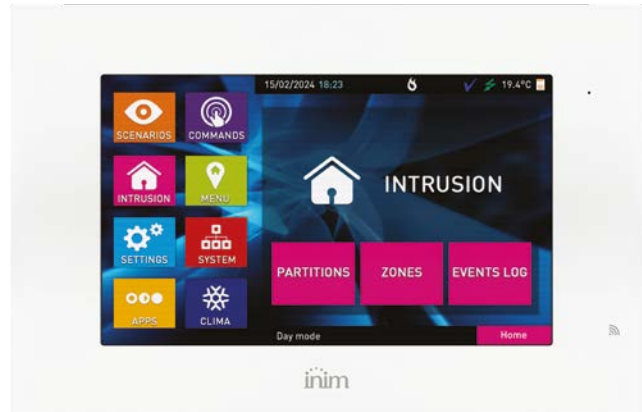 15/02/2024 18:23
19.4°C
SCENARIOS
COMMANDS
INTRUSION
MENU
SETTINGS
SYSTEM
APPS
CLIMA
INTRUSION
PARTITIONS
ZONES
EVENTS LOG
Day mode
Home
inim